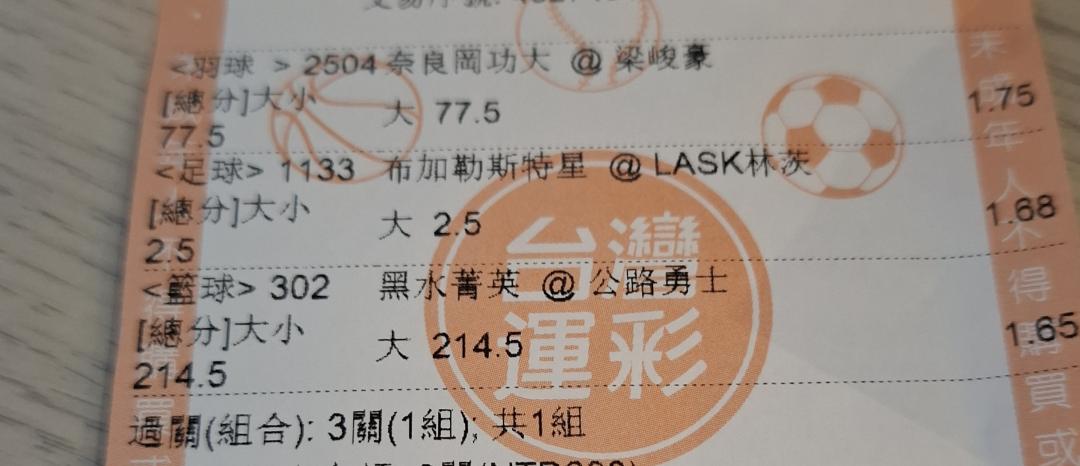 <羽球 > 2504 奈良岡功大 @ 梁峻豪
[總分]大小 大 77.5 1.75
77.5
<足球> 1133 布加勒斯特星 @ LASK林茨
[總分]大小 大 2.5 1.68
2.5
<籃球> 302 黑水菁英 @ 公路勇士
[總分]大小 大 214.5 1.65
214.5
過關(組合): 3關(1組); 共1組
台灣
運彩
未成年人不得購買或